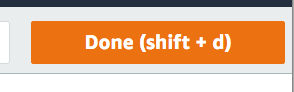 Done (shift + d)